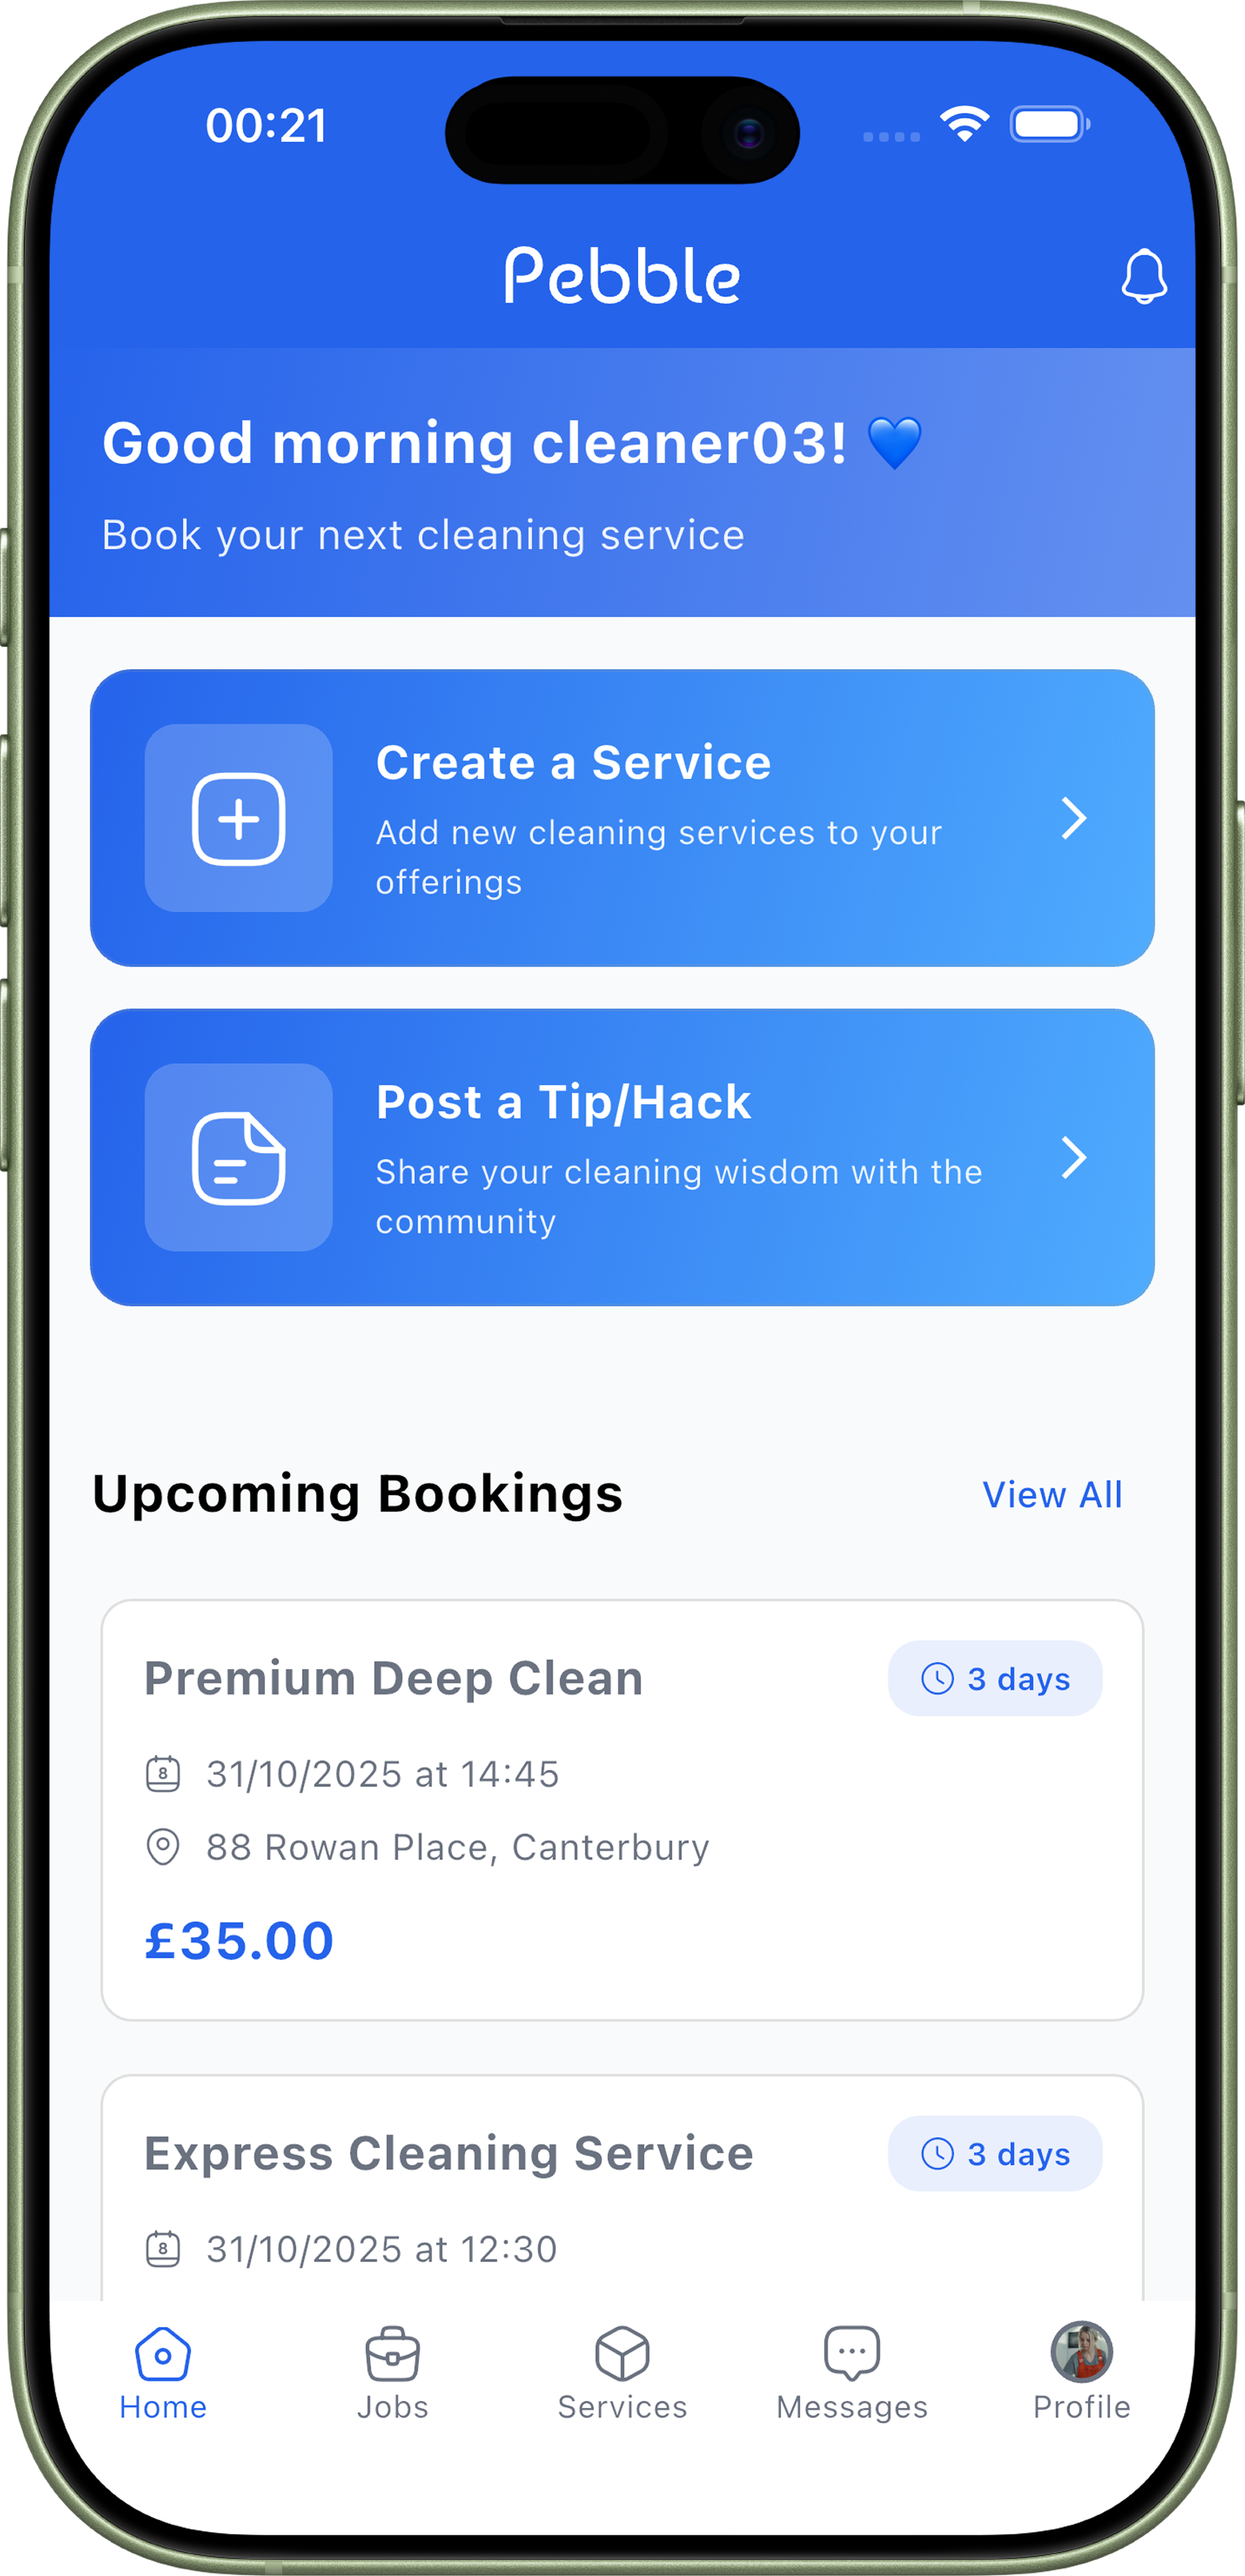 00:21
Pebble
Good morning cleaner03! 💙
Book your next cleaning service
Create a Service
Add new cleaning services to your
offerings
Post a Tip/Hack
Share your cleaning wisdom with the
community
Upcoming Bookings
View All
Premium Deep Clean
3 days
8
31/10/2025 at 14:45
88 Rowan Place, Canterbury
£35.00
Express Cleaning Service
3 days
8
31/10/2025 at 12:30
Home
Jobs
Services
Messages
Profile